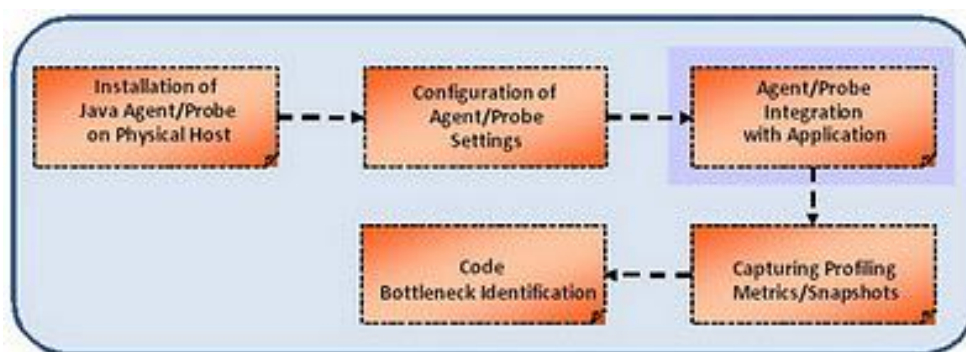 Installation of
Java Agent/Probe
on Physical Host
Configuration of
Agent/Probe
Settings
Agent/Probe
Integration
with Application
Capturing Profiling
Metrics/Snapshots
Code
Bottleneck Identification